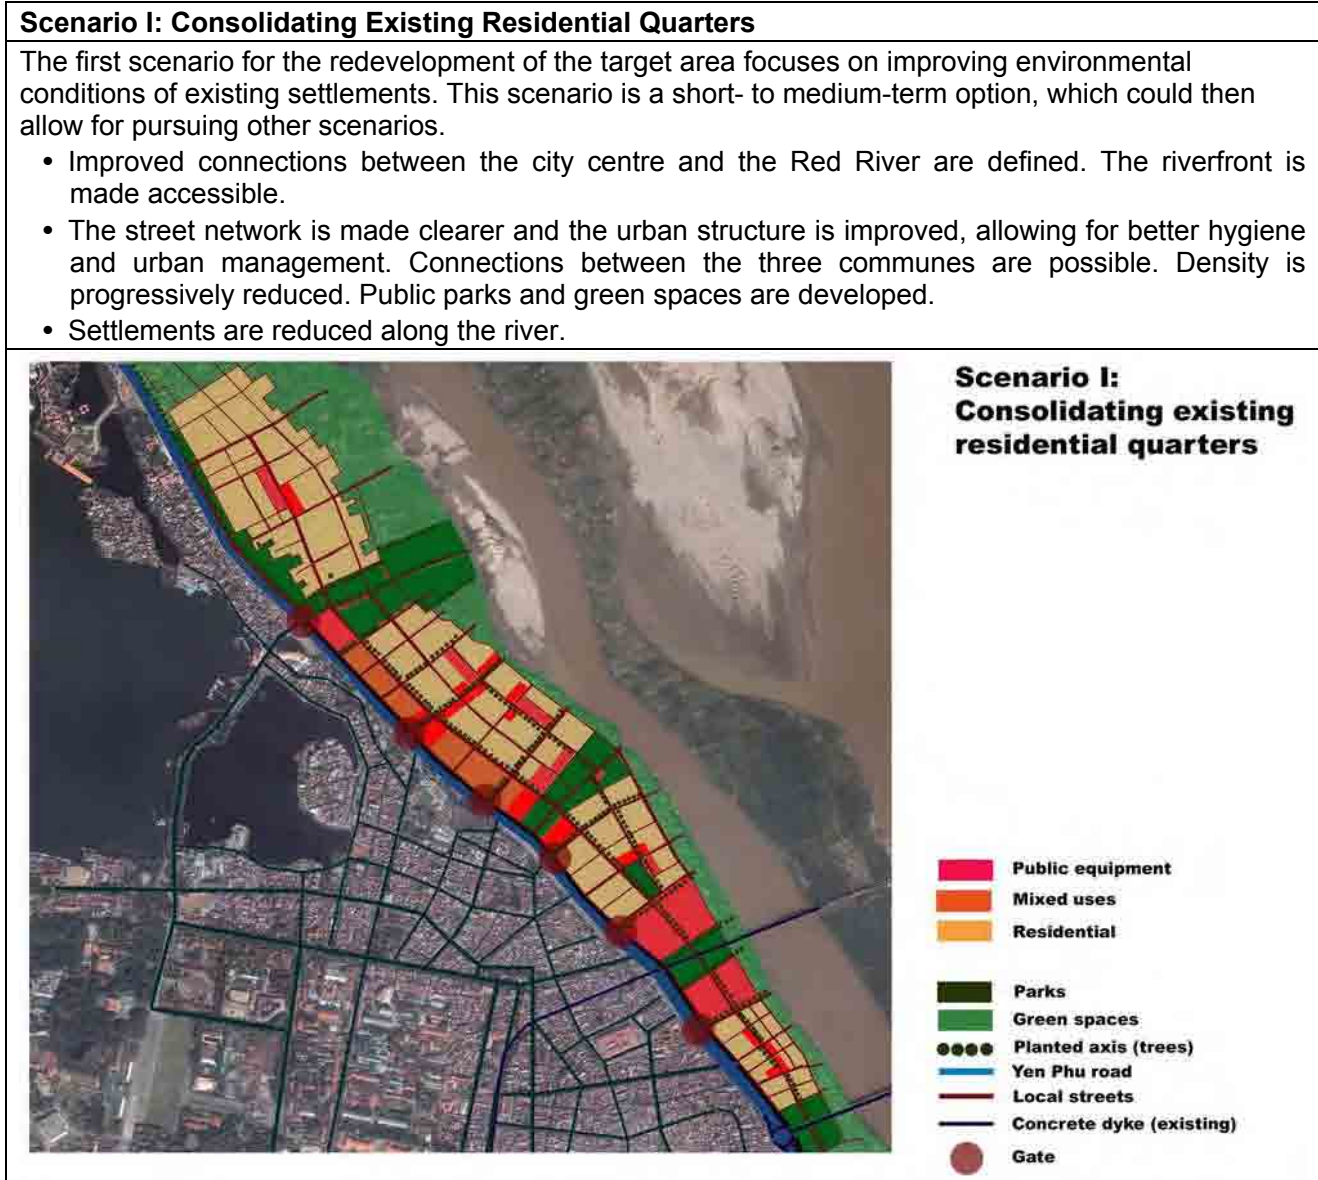 Scenario I: Consolidating Existing Residential Quarters
The first scenario for the redevelopment of the target area focuses on improving environmental
conditions of existing settlements. This scenario is a short- to medium-term option, which could then
allow for pursuing other scenarios.
• Improved connections between the city centre and the Red River are defined. The riverfront is
made accessible.
• The street network is made clearer and the urban structure is improved, allowing for better hygiene
and urban management. Connections between the three communes are possible. Density is
progressively reduced. Public parks and green spaces are developed.
• Settlements are reduced along the river.
Scenario I:
Consolidating existing
residential quarters
Public equipment
Mixed uses
Residential
Parks
Green spaces
Planted axis (trees)
Yen Phu road
Local streets
Concrete dyke (existing)
Gate